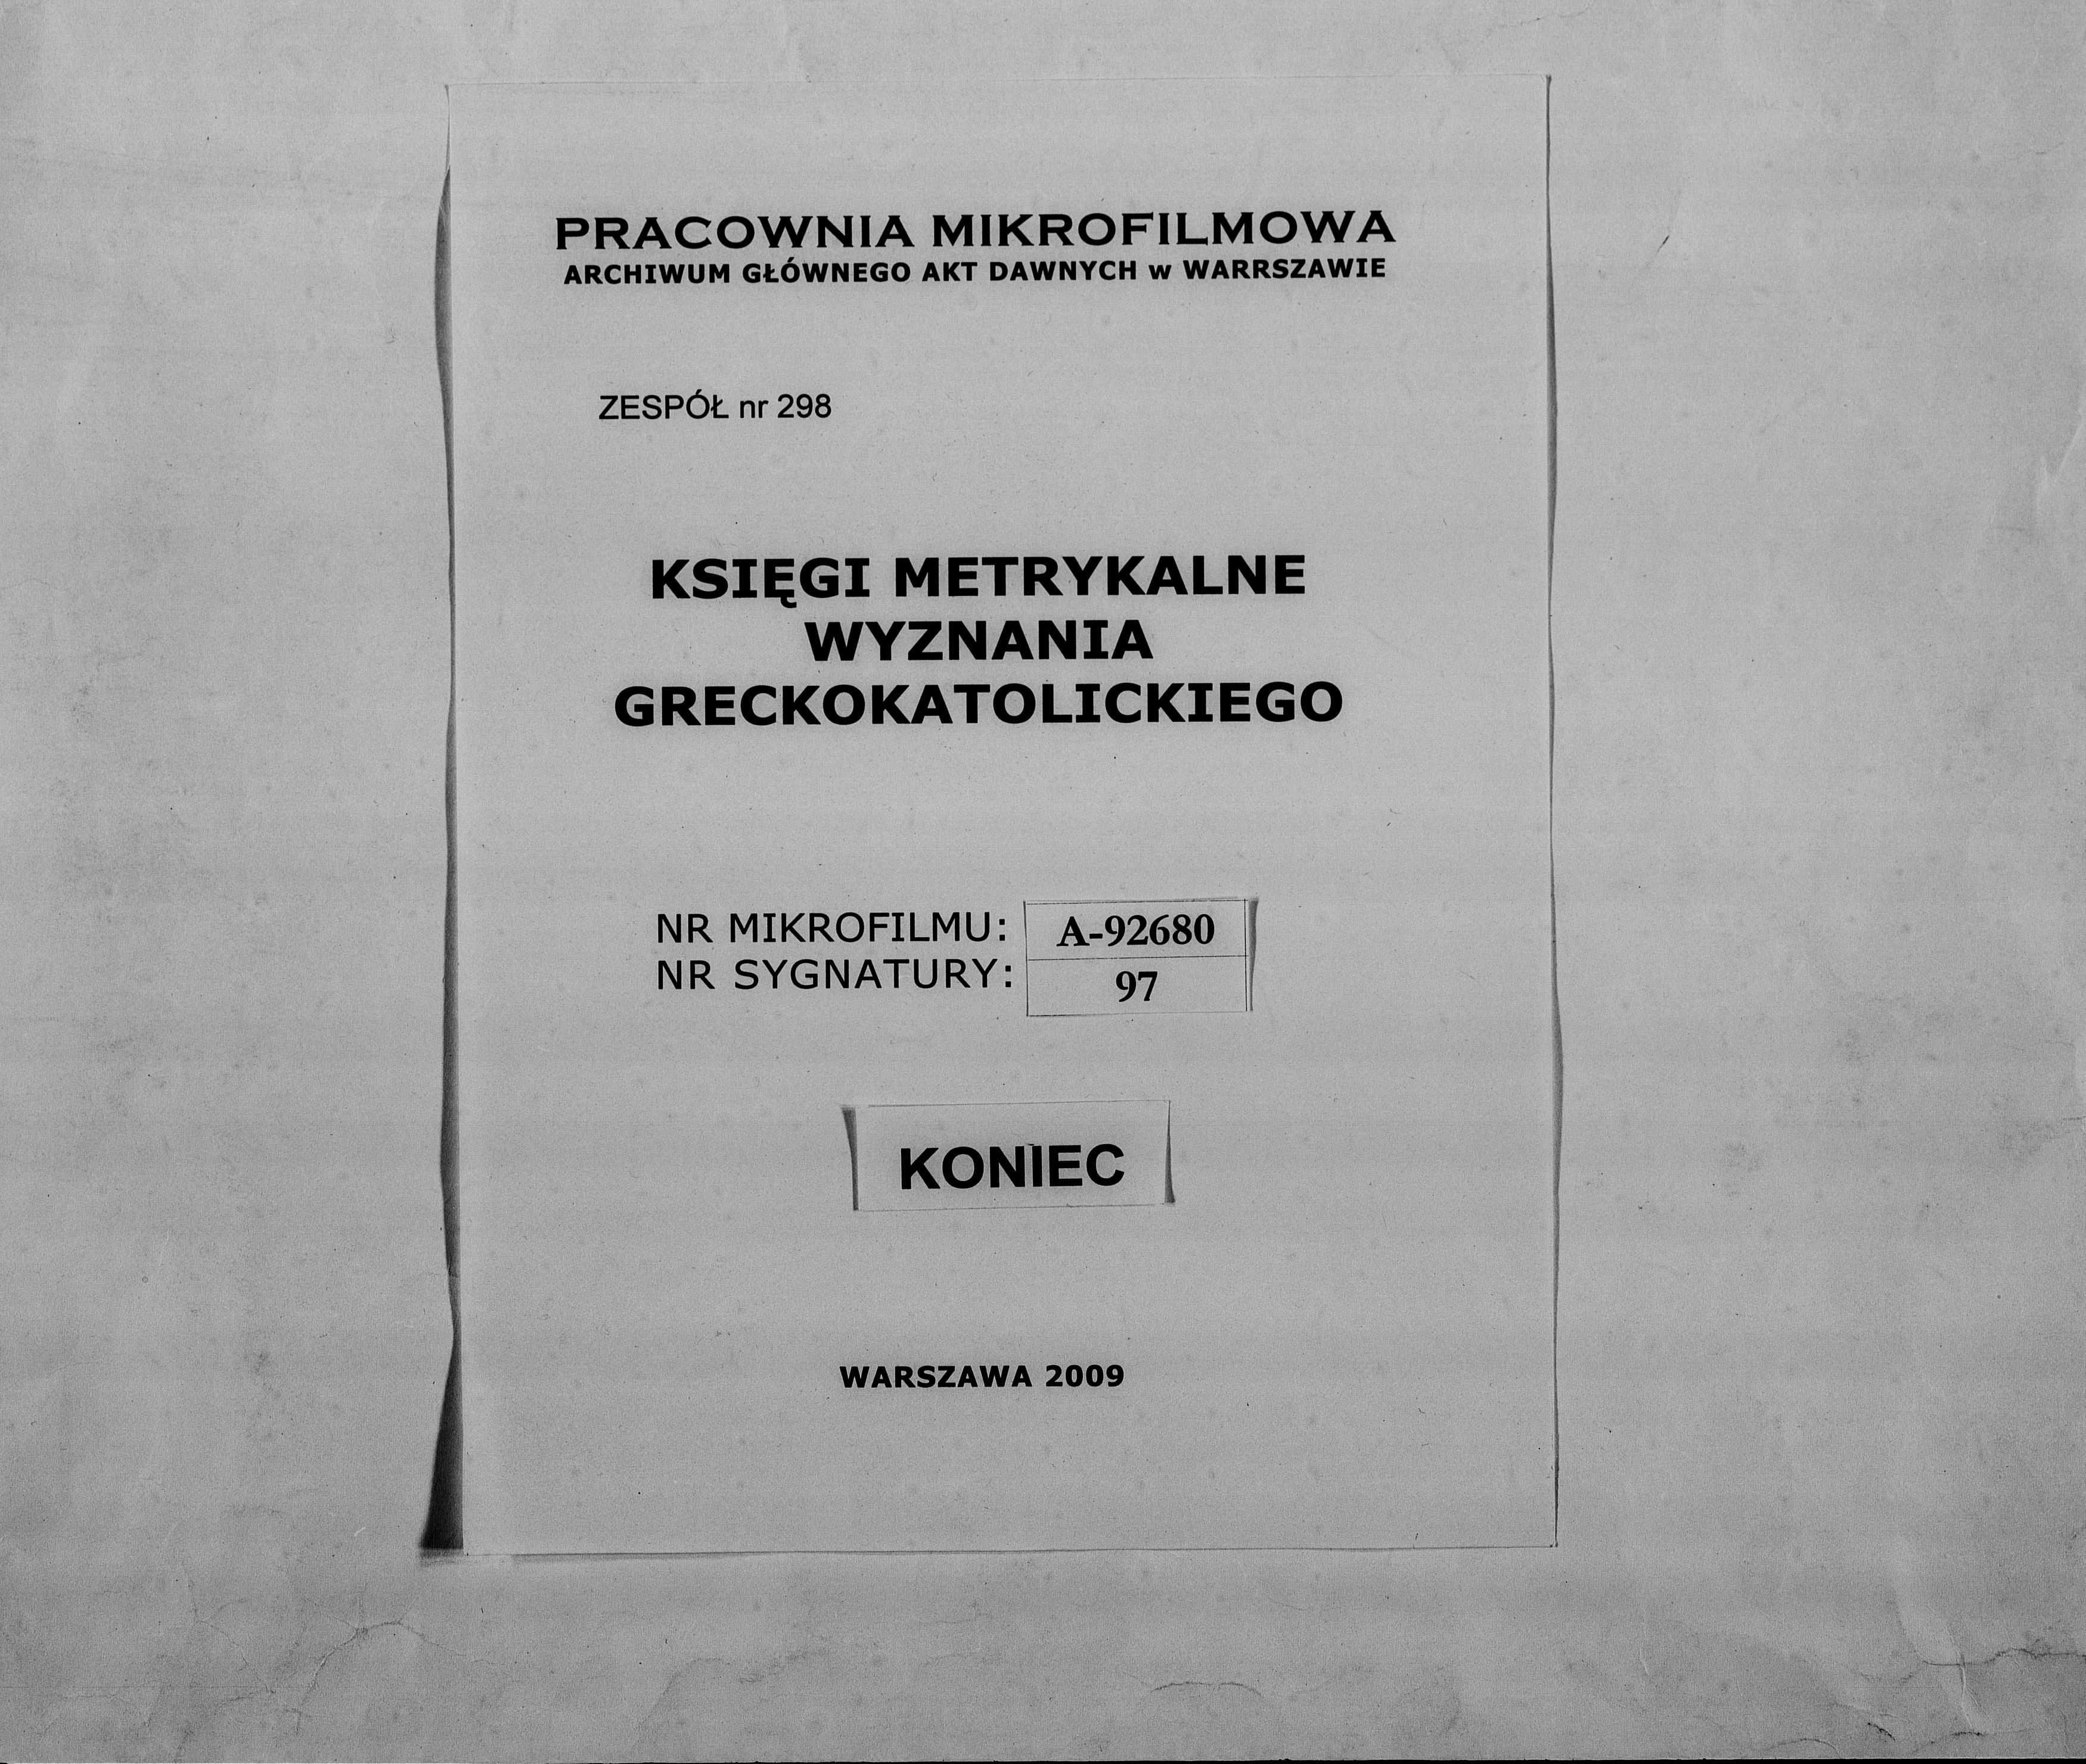 PRACOWNIA MIKROFILMOWA
ARCHIWUM GŁÓWNEGO AKT DAWNYCH w WARRSZAWIE
ZESPÓŁ nr 298
KSIĘGI METRYKALNE
WYZNANIA
GRECKOKATOLICKIEGO
NR MIKROFILMU: A-92680
NR SYGNATURY: 97
KONIEC
WARSZAWA 2009